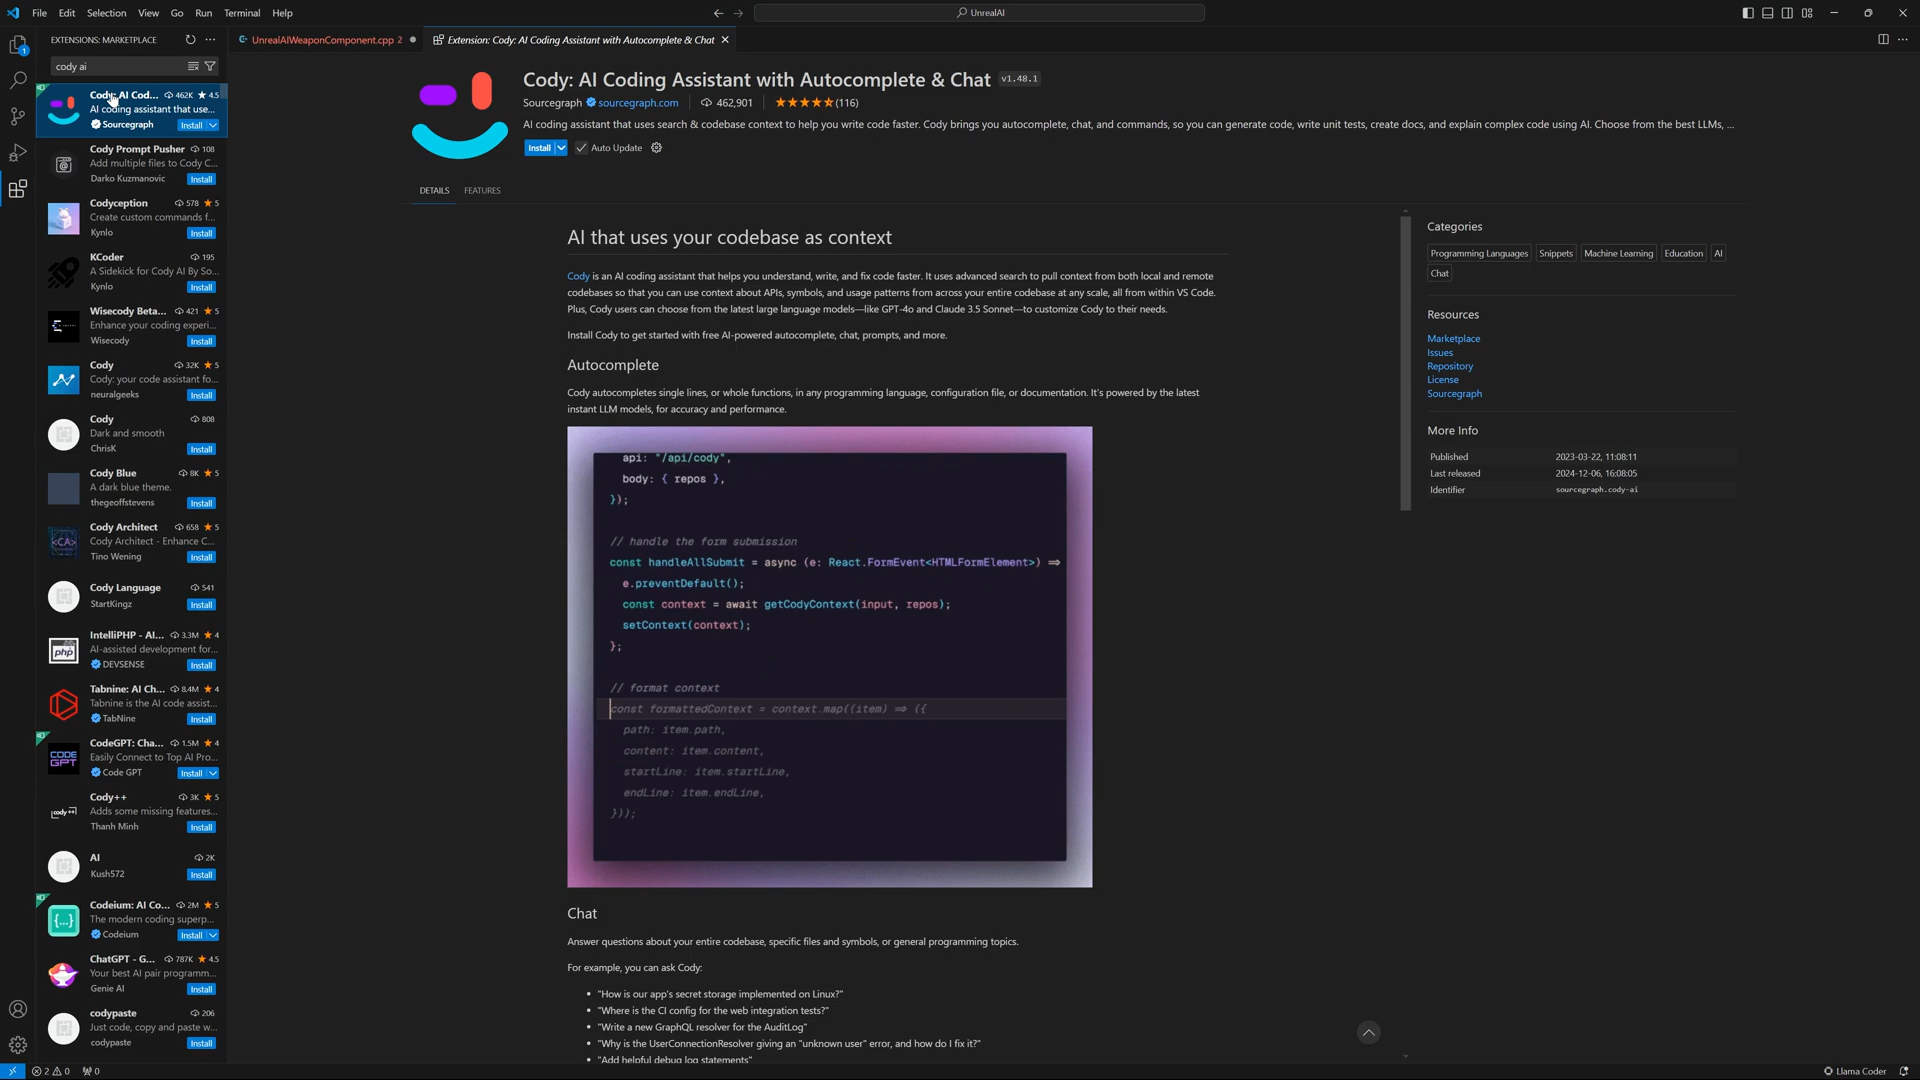 File Edit Selection View Go Run Terminal Help
UnrealAI
EXTENSIONS: MARKETPLACE
cody ai
UnrealAIWeaponComponent.cpp 2
Extension: Cody: AI Coding Assistant with Autocomplete & Chat
Cody: AI Cod... 462K 4.5
AI coding assistant that use...
Sourcegraph Install
Cody Prompt Pusher 108
Add multiple files to Cody C...
Darko Kuzmanovic Install
Codyception 578 5
Create custom commands f...
Kynlo Install
KCoder 195
A Sidekick for Cody AI By So...
Kynlo Install
Wisecody Beta... 421 5
Enhance your coding experi...
Wisecody Install
Cody 32K 5
Cody: your code assistant fo...
neuralgeeks Install
Cody 808
Dark and smooth
ChrisK Install
Cody Blue 8K 5
A dark blue theme.
thegeoffstevens Install
Cody Architect 658 5
Cody Architect - Enhance C...
Tino Wening Install
<CA>
Cody Language 541
StartKingz Install
IntelliPHP - AI... 3.3M 4
AI-assisted development for...
DEVSENSE Install
php
Tabnine: AI Ch... 8.4M 4
Tabnine is the AI code assist...
TabNine Install
CodeGPT: Cha... 1.5M 4
Easily Connect to Top AI Pro...
Code GPT Install
CODE
GPT
Cody++ 3K 5
Adds some missing features...
Thanh Minh Install
cody++
AI 2K
Kush572 Install
Codeium: AI Co... 2M 5
The modern coding superp...
Codeium Install
{...}
ChatGPT - G... 787K 4.5
Your best AI pair programm...
Genie AI Install
codypaste 206
Just code, copy and paste w...
codypaste Install
Cody: AI Coding Assistant with Autocomplete & Chat v1.48.1
Sourcegraph sourcegraph.com 462,901 (116)
AI coding assistant that uses search & codebase context to help you write code faster. Cody brings you autocomplete, chat, and commands, so you can generate code, write unit tests, create docs, and explain complex code using AI. Choose from the best LLMs, ...
Install Auto Update
DETAILS FEATURES
AI that uses your codebase as context
Cody is an AI coding assistant that helps you understand, write, and fix code faster. It uses advanced search to pull context from both local and remote
codebases so that you can use context about APIs, symbols, and usage patterns from across your entire codebase at any scale, all from within VS Code.
Plus, Cody users can choose from the latest large language models—like GPT-4o and Claude 3.5 Sonnet—to customize Cody to their needs.
Install Cody to get started with free AI-powered autocomplete, chat, prompts, and more.
Autocomplete
Cody autocompletes single lines, or whole functions, in any programming language, configuration file, or documentation. It's powered by the latest
instant LLM models, for accuracy and performance.
api: "/api/cody",
body: { repos },
});
// handle the form submission
const handleAllSubmit = async (e: React.FormEvent<HTMLFormElement>) ⇒
e.preventDefault();
const context = await getCodyContext(input, repos);
setContext(context);
};
// format context
const formattedContext = context.map((item) ⇒ ({
path: item.path,
content: item.content,
startLine: item.startLine,
endLine: item.endLine,
}));
Chat
Answer questions about your entire codebase, specific files and symbols, or general programming topics.
For example, you can ask Cody:
• "How is our app's secret storage implemented on Linux?"
• "Where is the CI config for the web integration tests?"
• "Write a new GraphQL resolver for the AuditLog"
• "Why is the UserConnectionResolver giving an "unknown user" error, and how do I fix it?"
• "Add helpful debug log statements"
Categories
Programming Languages Snippets Machine Learning Education AI
Chat
Resources
Marketplace
Issues
Repository
License
Sourcegraph
More Info
Published 2023-03-22, 11:08:11
Last released 2024-12-06, 16:08:05
Identifier sourcegraph.cody-ai
1
2 0 0
Llama Coder